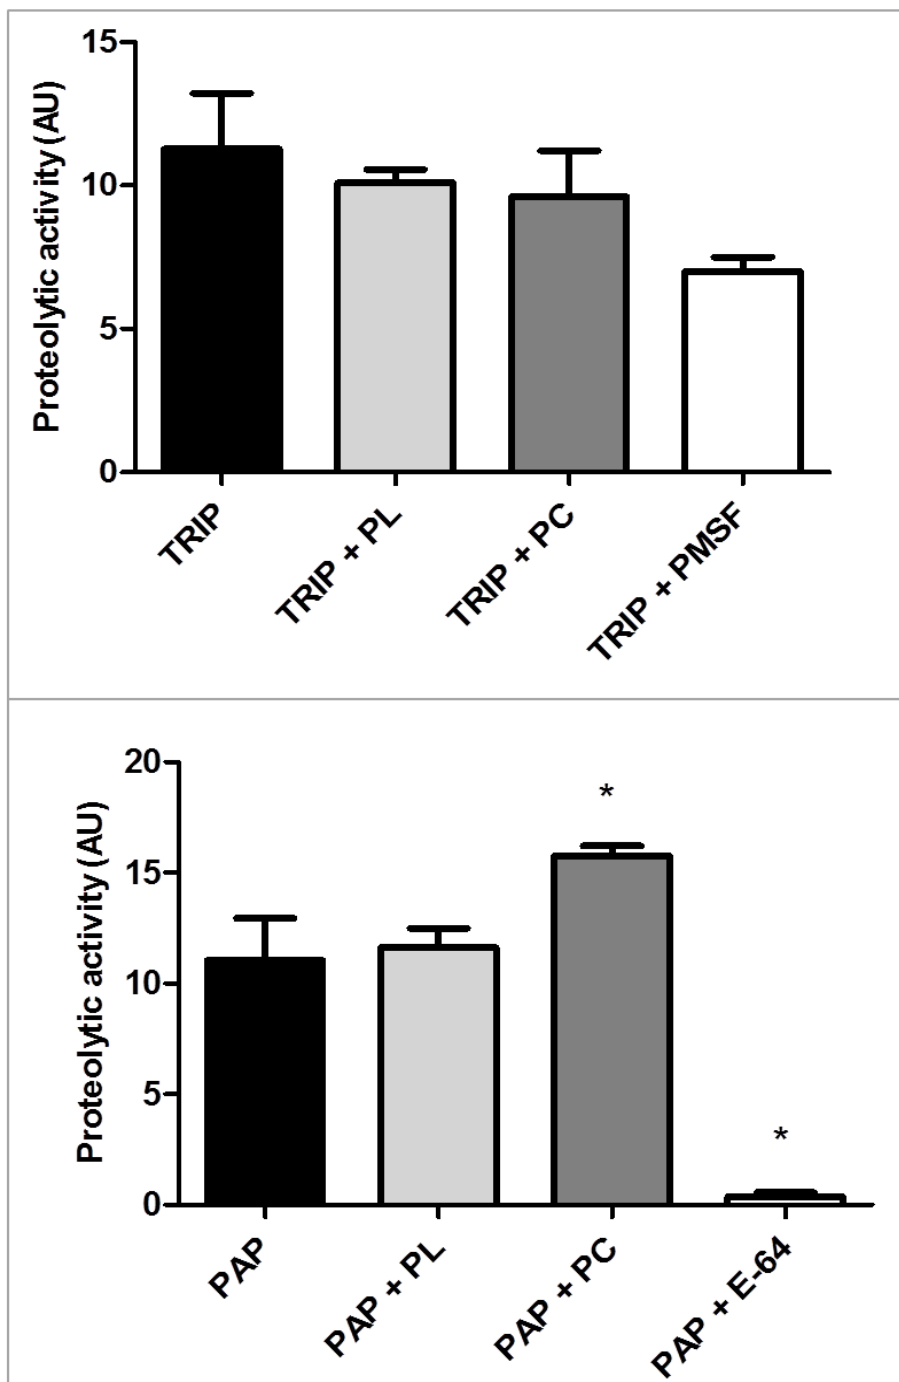 Proteolytic activity (AU)
15
10
5
0
TRIP
TRIP + PL
TRIP + PC
TRIP + PMSF
Proteolytic activity (AU)
20
15
10
5
0
*
*
PAP
PAP + PL
PAP + PC
PAP + E-64